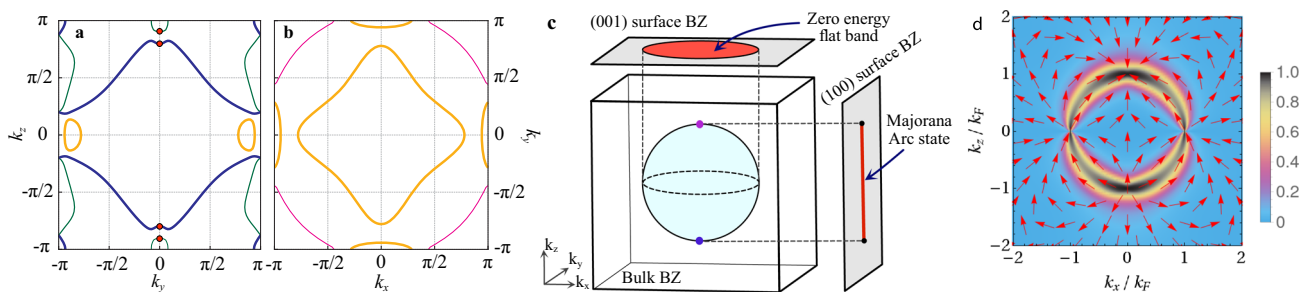 a
π
π/2
0
-π/2
-π
k_z
-π
-π/2
0
π/2
π
k_y
b
π
π/2
0
-π/2
-π
k_y
-π
-π/2
0
π/2
π
k_x
c
(001) surface BZ
Zero energy
flat band
(100) surface BZ
Majorana
Arc state
k_z
k_y
k_x
Bulk BZ
d
2
1
0
-1
-2
k_z / k_F
−2
−1
0
1
2
k_x / k_F
1.0
0.8
0.6
0.4
0.2
0